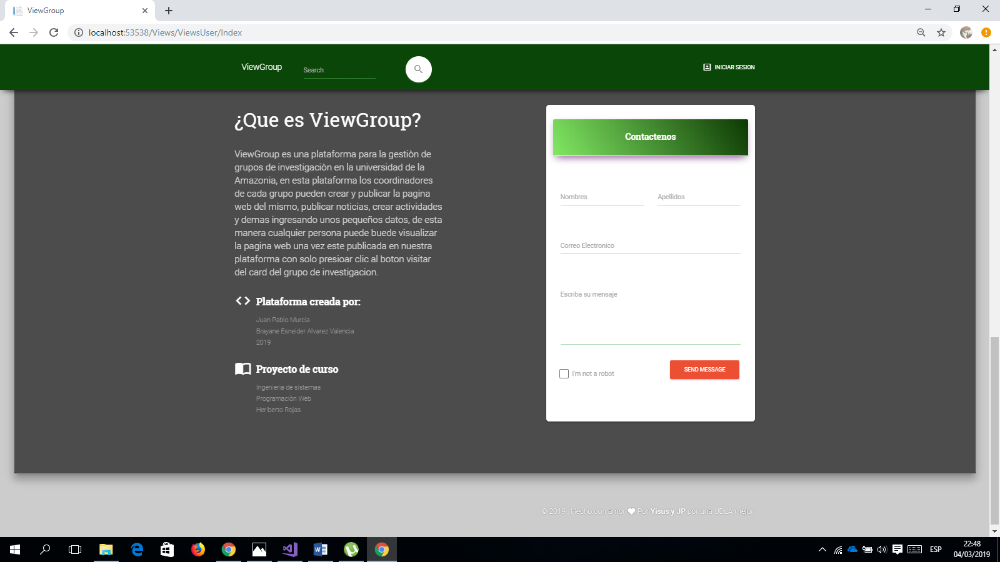 ViewGroup
localhost:53538/Views/ViewsUser/Index
ViewGroup
Search
INICIAR SESION
¿Que es ViewGroup?
ViewGroup es una plataforma para la gestiòn de
grupos de investigaciòn en la universidad de la
Amazonia, en esta plataforma los coordinadores
de cada grupo pueden crear y publicar la pagina
web del mismo, publicar noticias, crear actividades
y demas ingresando unos pequeños datos, de esta
manera cualquier persona puede buede visualizar
la pagina web una vez este publicada en nuestra
plataforma con solo presioar clic al boton visitar
del card del grupo de investigacion.
Plataforma creada por:
Juan Pablo Murcia
Brayane Esneider Alvarez Valencia
2019
Proyecto de curso
Ingenieria de sistemas
Programaciòn Web
Heriberto Rojas
Contactenos
Nombres
Apellidos
Correo Electronico
Escriba su mensaje
I'm not a robot
SEND MESSAGE
© 2019 , Hecho con amor Por Yisus y JP por una UDLA mejor.
ESP
22:48
04/03/2019